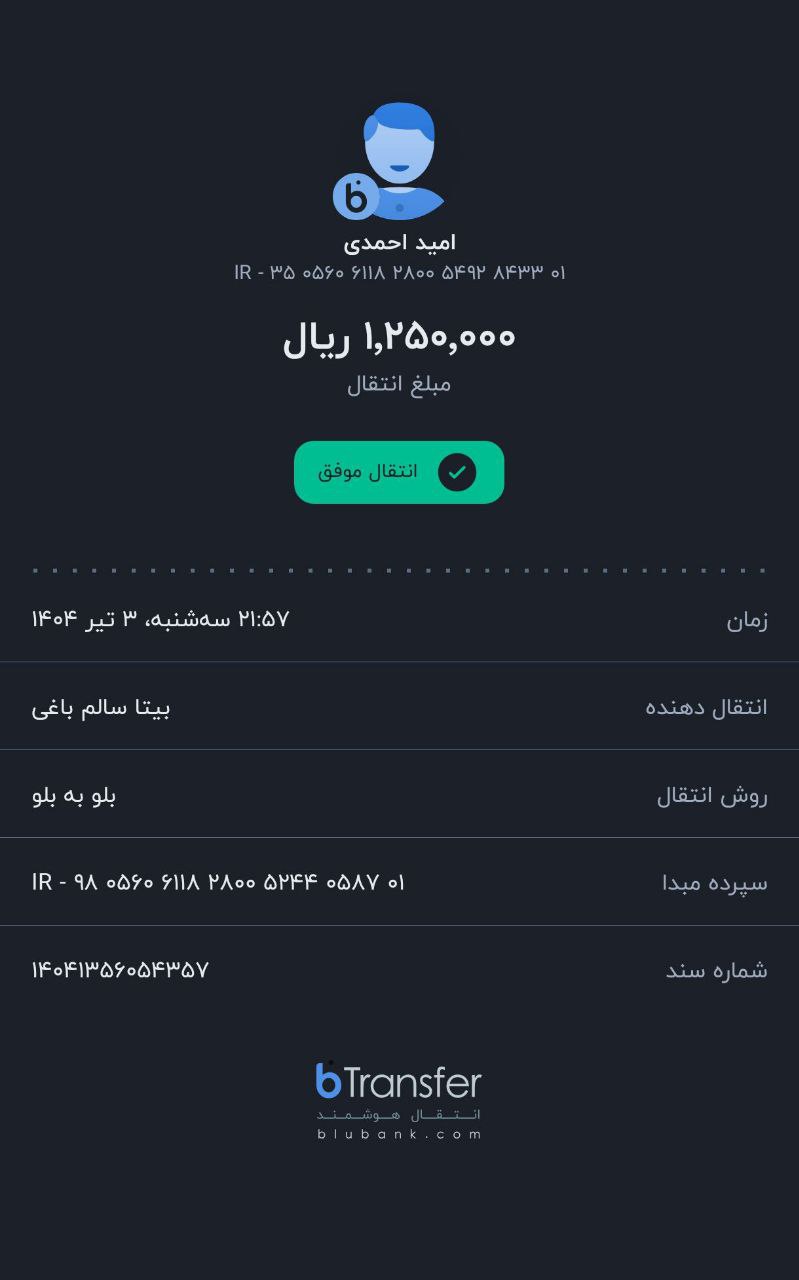 امید احمدی
IR - ۳۵ ۰۵۶۰ ۶۱۱۸ ۲۸۰۰ ۵۴۹۲ ۸۴۳۳ ۰۱
۱,۲۵۰,۰۰۰ ریال
مبلغ انتقال
انتقال موفق
زمان ۲۱:۵۷ سه‌شنبه، ۳ تیر ۱۴۰۴
انتقال دهنده بیتا سالم باغی
روش انتقال بلو به بلو
سپرده مبدا IR - ۹۸ ۰۵۶۰ ۶۱۱۸ ۲۸۰۰ ۵۲۴۴ ۰۵۸۷ ۰۱
شماره سند ۱۴۰۴۱۳۵۶۰۵۴۳۵۷
bTransfer
انـتـقـال هـوشـمـنـد
blubank.com